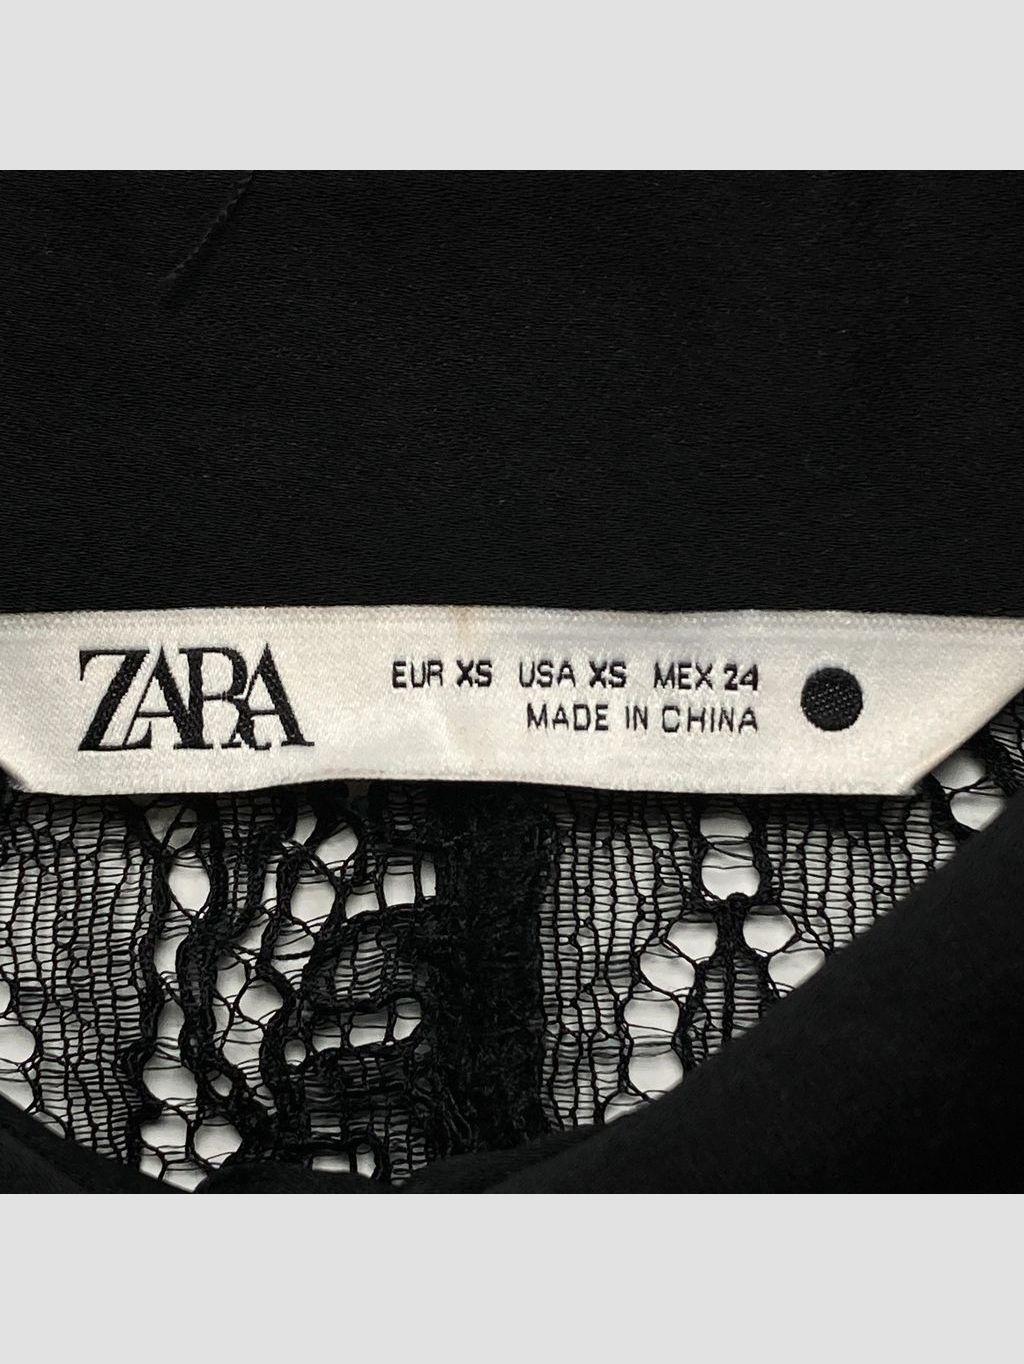 ZARA
EUR XS USA XS MEX 24
MADE IN CHINA